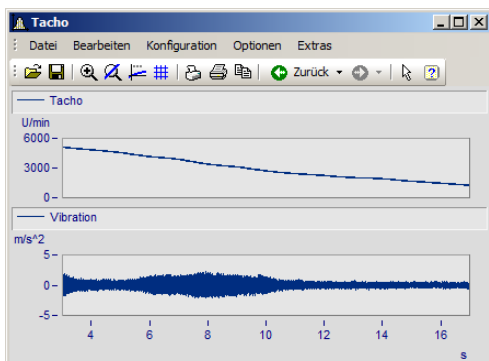 Tacho
Datei Bearbeiten Konfiguration Optionen Extras
Zurück
Tacho
U/min
6000
3000
0
Vibration
m/s^2
5
0
-5
4 6 8 10 12 14 16
s